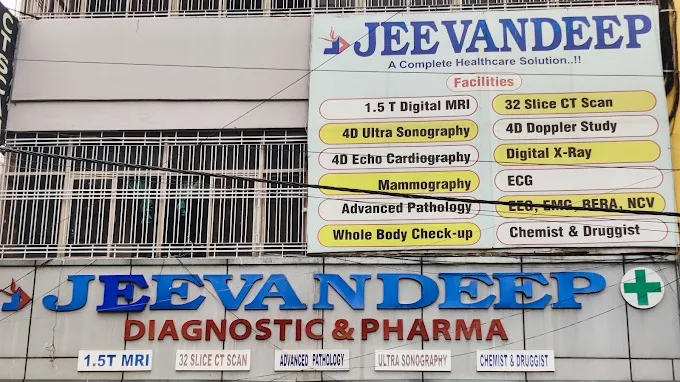 CTSC
JEEVANDEEP
A Complete Healthcare Solution..!!
Facilities
1.5 T Digital MRI
32 Slice CT Scan
4D Ultra Sonography
4D Doppler Study
4D Echo Cardiography
Digital X-Ray
Mammography
ECG
Advanced Pathology
EEG, EMG, BERA, NCV
Whole Body Check-up
Chemist & Druggist
JEEVANDEEP
DIAGNOSTIC & PHARMA
1.5T MRI
32 SLICE CT SCAN
ADVANCED PATHOLOGY
ULTRA SONOGRAPHY
CHEMIST & DRUGGIST